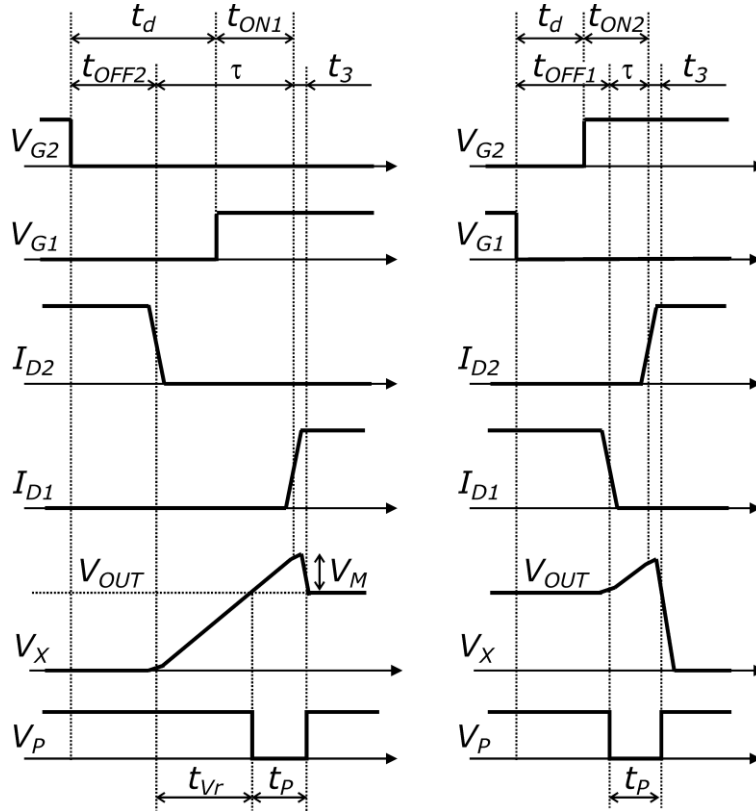 t_d t_ON1 t_d t_ON2
t_OFF2 τ t_3 t_OFF1 τ t_3
V_G2 V_G2
V_G1 V_G1
I_D2 I_D2
I_D1 I_D1
V_OUT V_M V_OUT
V_X V_X
V_P V_P
t_Vr t_P t_P